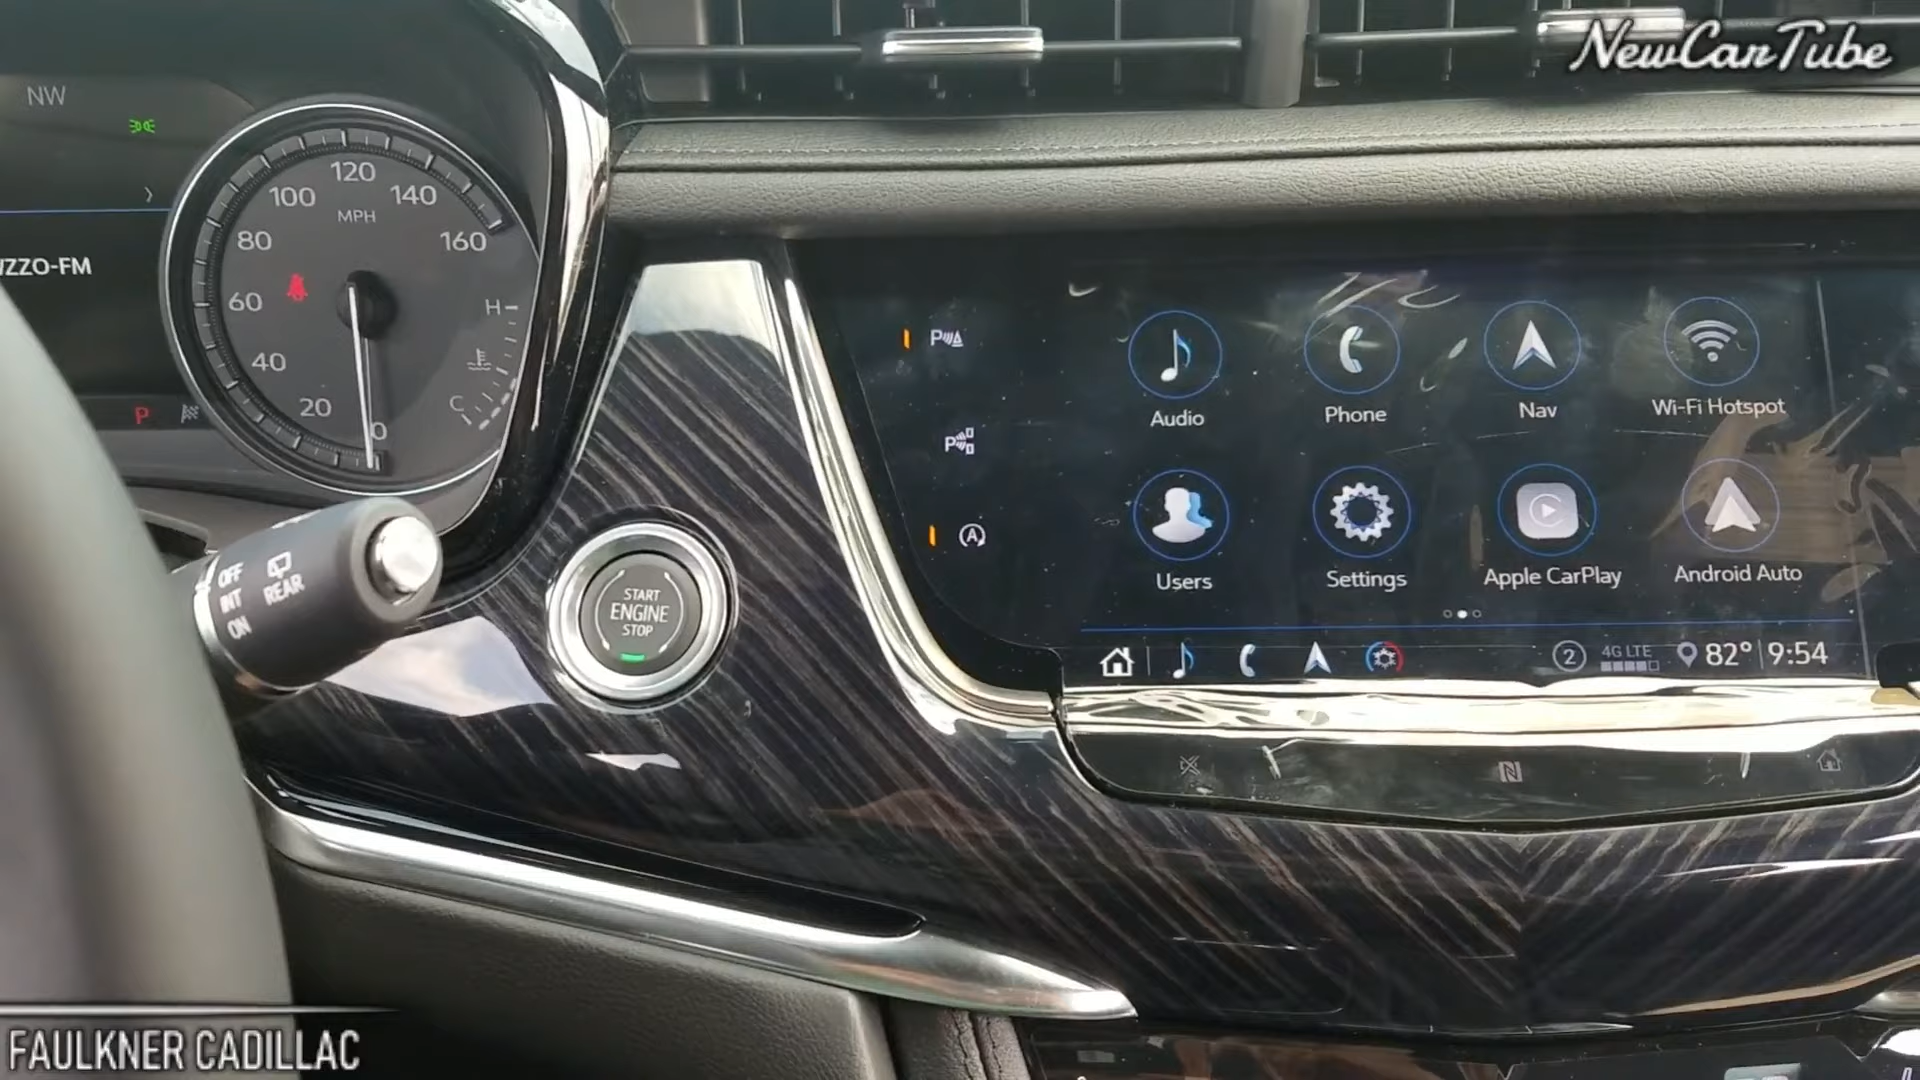 NewCarTube
NW
120
100
140
MPH
80
160
WZZO-FM
60
H
40
20
C
0
P
OFF
INT
ON
REAR
START
ENGINE
STOP
P
P
A
Audio
Phone
Nav
Wi-Fi Hotspot
Users
Settings
Apple CarPlay
Android Auto
2
4G LTE
82°
9:54
FAULKNER CADILLAC